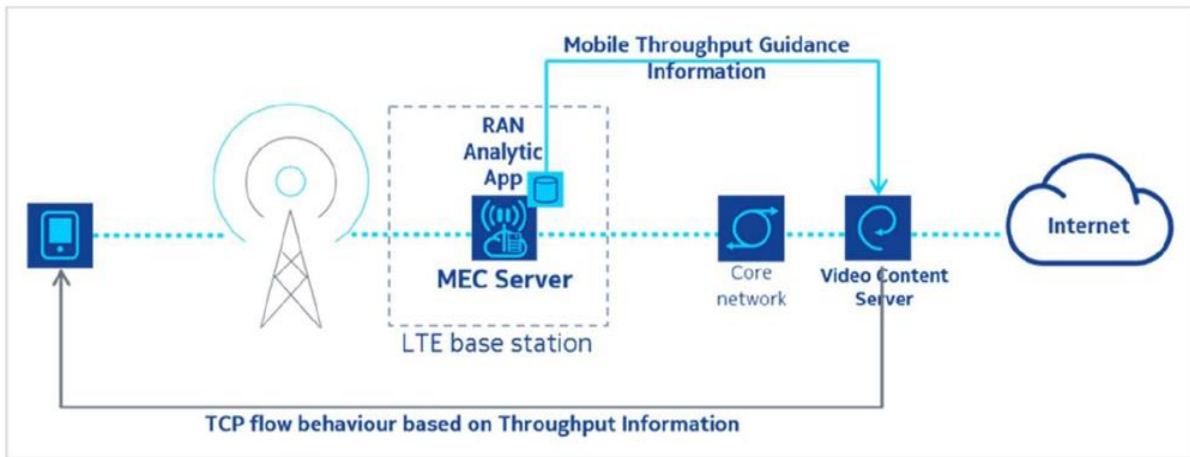 Mobile Throughput Guidance
Information
RAN
Analytic
App
MEC Server
LTE base station
Core
network
Video Content
Server
Internet
TCP flow behaviour based on Throughput Information